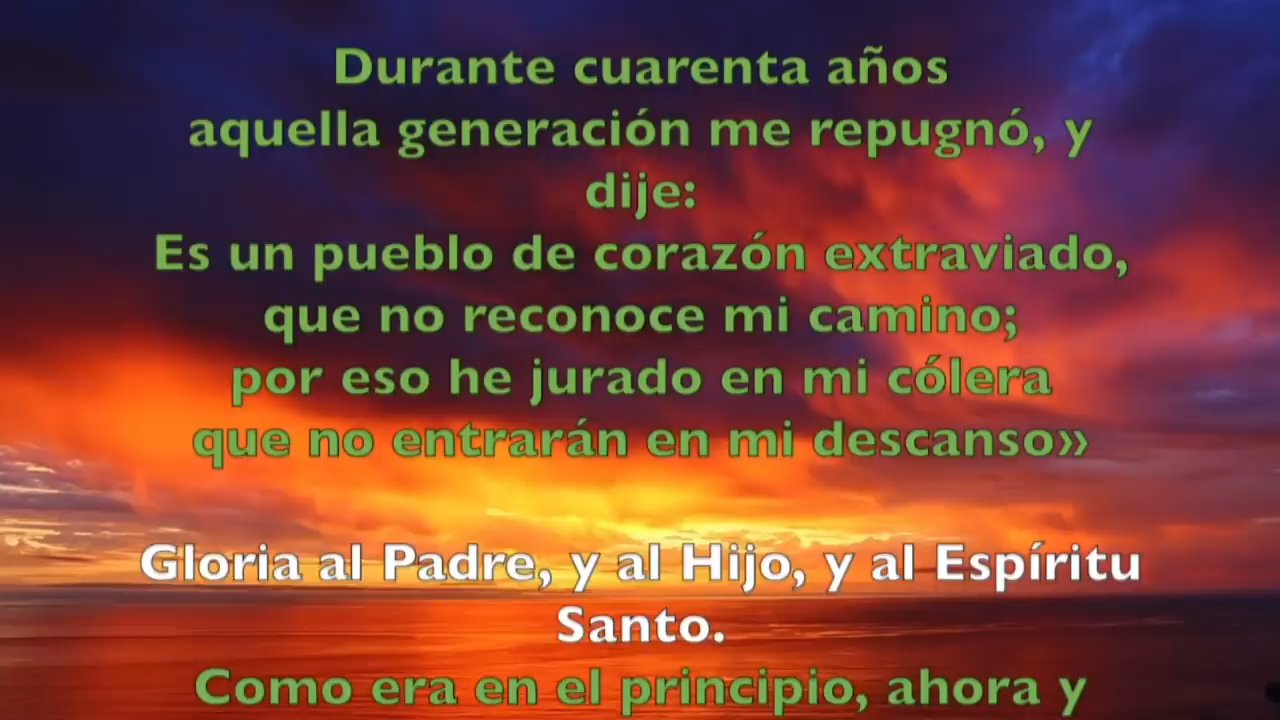 Durante cuarenta años
aquella generación me repugnó, y
dije:
Es un pueblo de corazón extraviado,
que no reconoce mi camino;
por eso he jurado en mi cólera
que no entrarán en mi descanso»
Gloria al Padre, y al Hijo, y al Espíritu
Santo.
Como era en el principio, ahora y